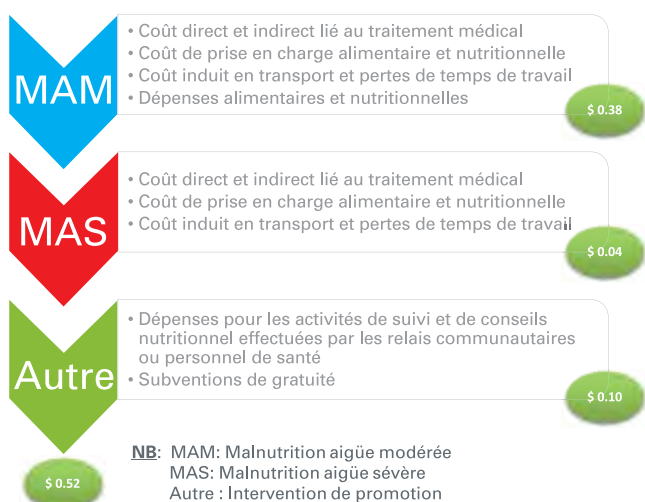 MAM
• Coût direct et indirect lié au traitement médical
• Coût de prise en charge alimentaire et nutritionnelle
• Coût induit en transport et pertes de temps de travail
• Dépenses alimentaires et nutritionnelles
$ 0.38
MAS
• Coût direct et indirect lié au traitement médical
• Coût de prise en charge alimentaire et nutritionnelle
• Coût induit en transport et pertes de temps de travail
$ 0.04
Autre
• Dépenses pour les activités de suivi et de conseils
nutritionnel effectuées par les relais communautaires
ou personnel de santé
• Subventions de gratuité
$ 0.10
$ 0.52
NB: MAM: Malnutrition aigüe modérée
MAS: Malnutrition aigüe sévère
Autre : Intervention de promotion